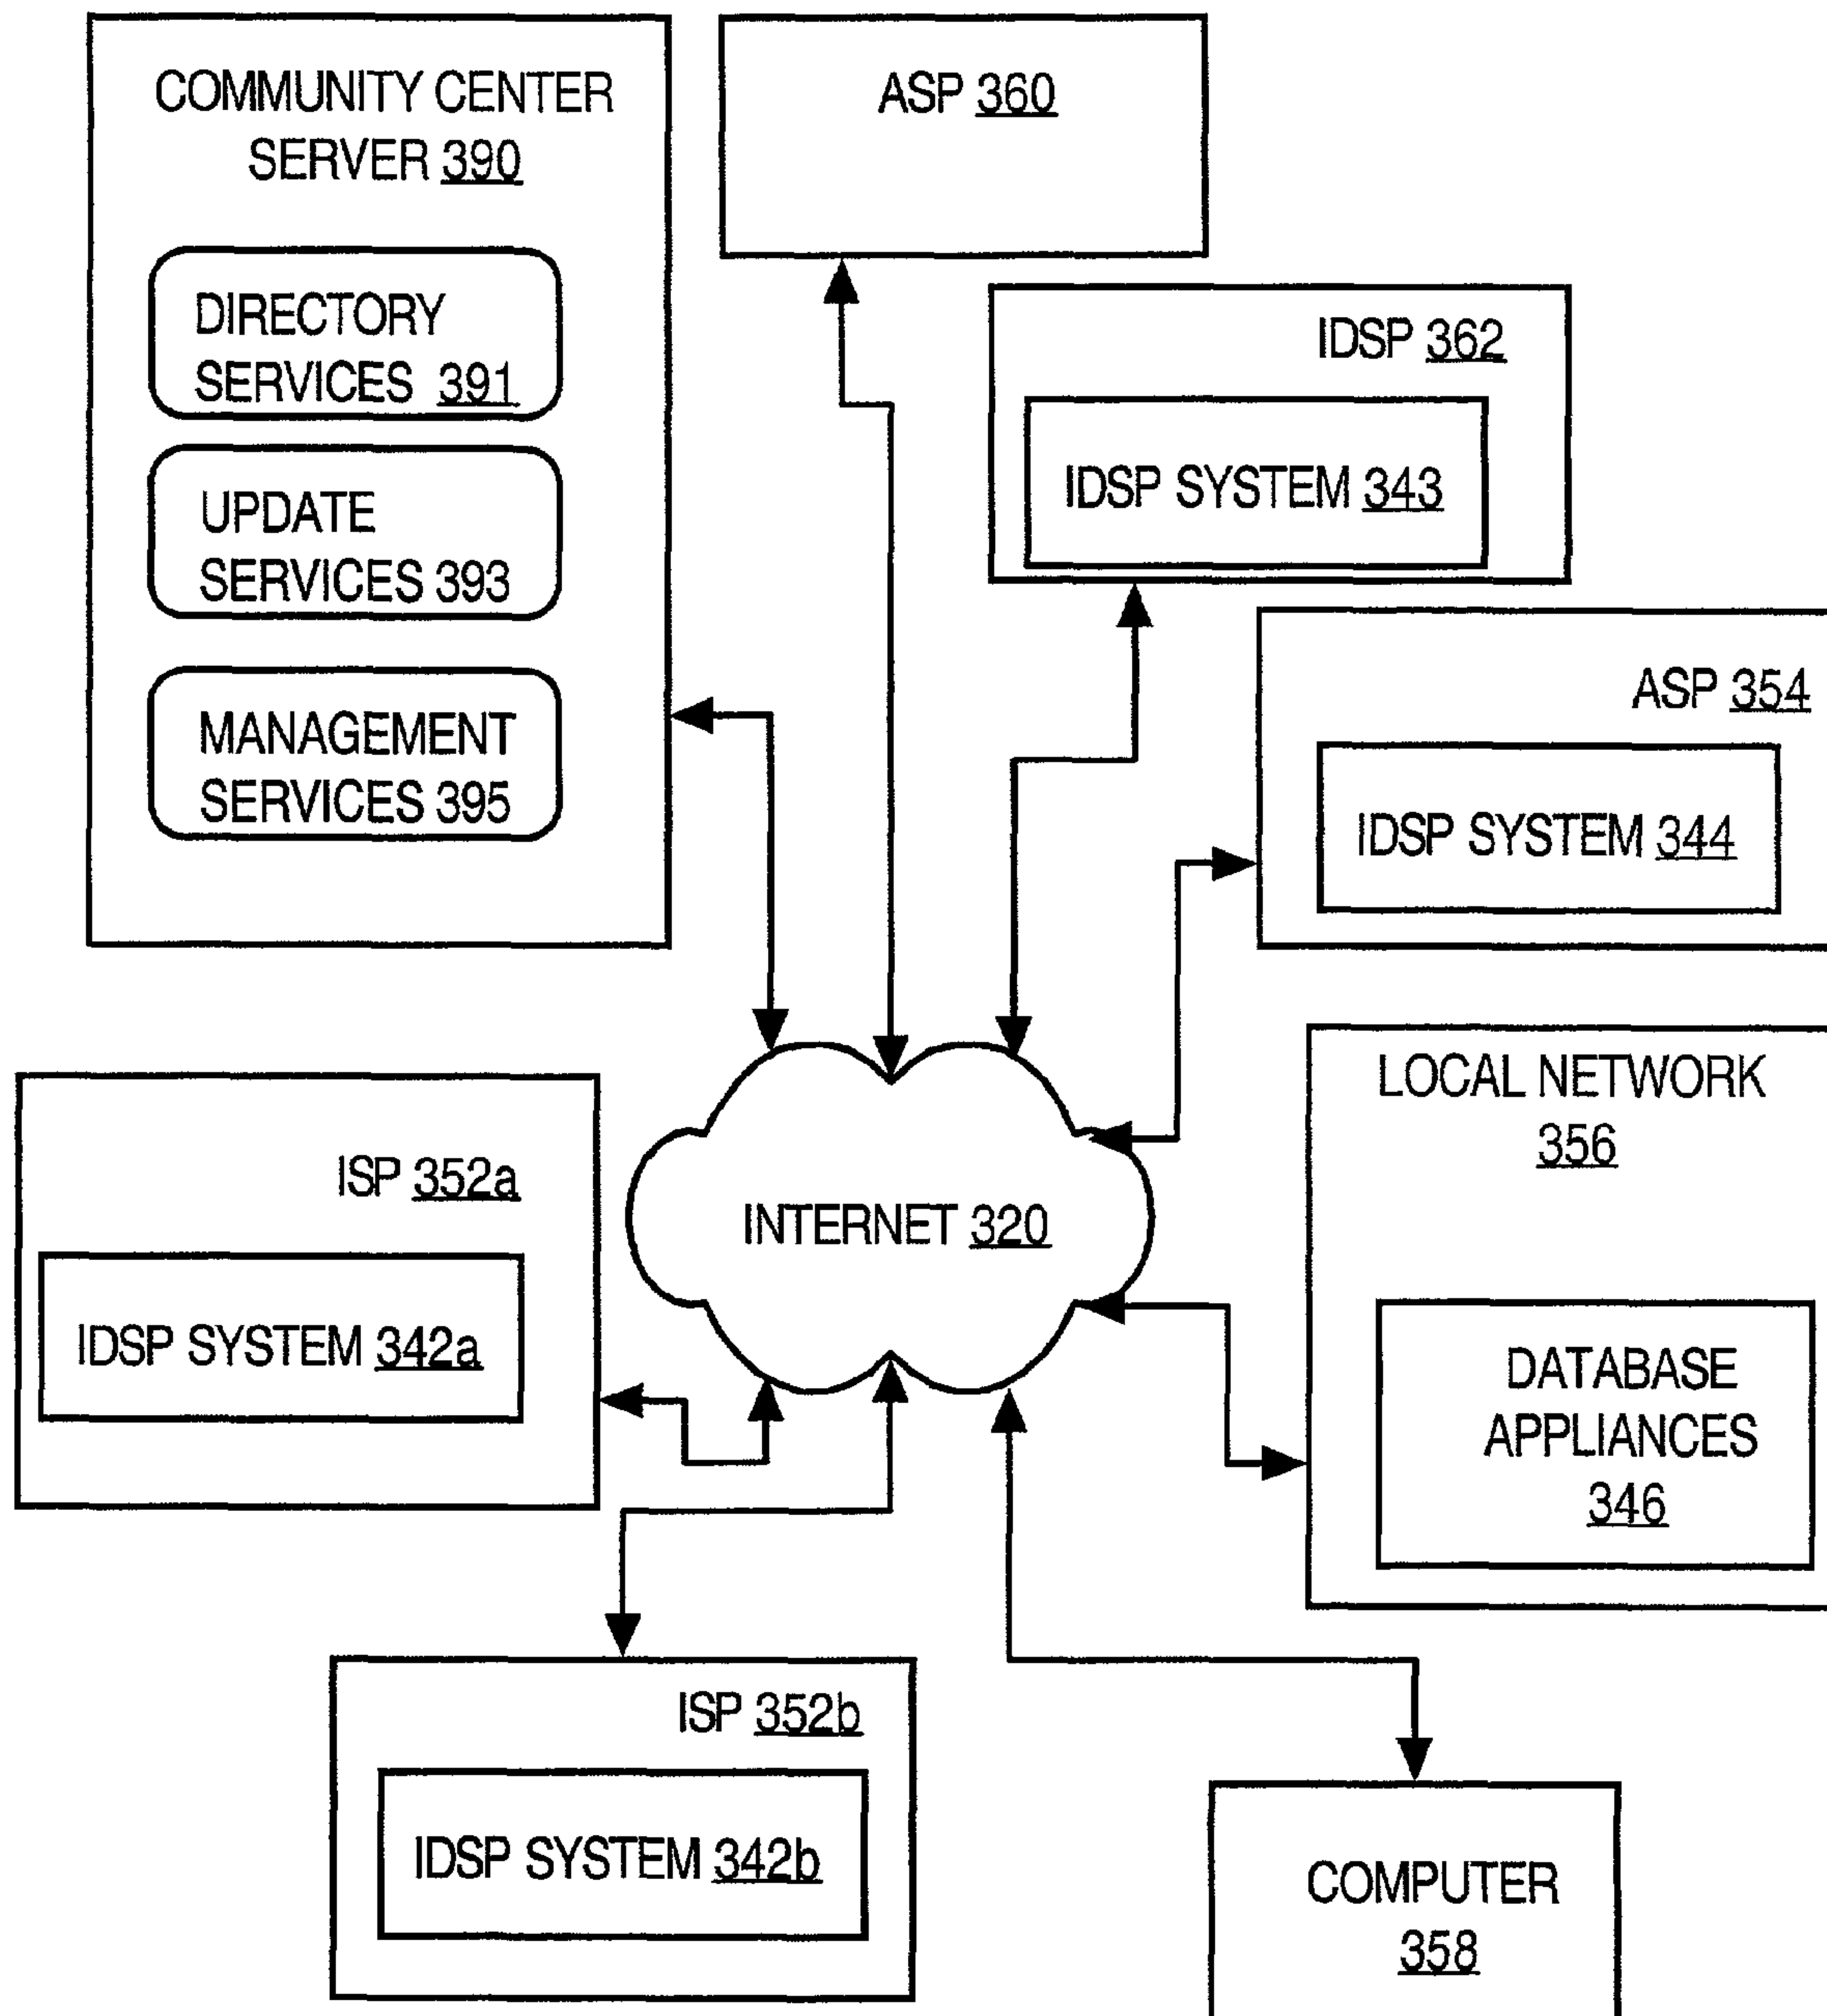 COMMUNITY CENTER
SERVER 390
DIRECTORY
SERVICES 391
UPDATE
SERVICES 393
MANAGEMENT
SERVICES 395
ASP 360
IDSP 362
IDSP SYSTEM 343
ASP 354
IDSP SYSTEM 344
LOCAL NETWORK
356
DATABASE
APPLIANCES
346
INTERNET 320
ISP 352a
IDSP SYSTEM 342a
ISP 352b
IDSP SYSTEM 342b
COMPUTER
358